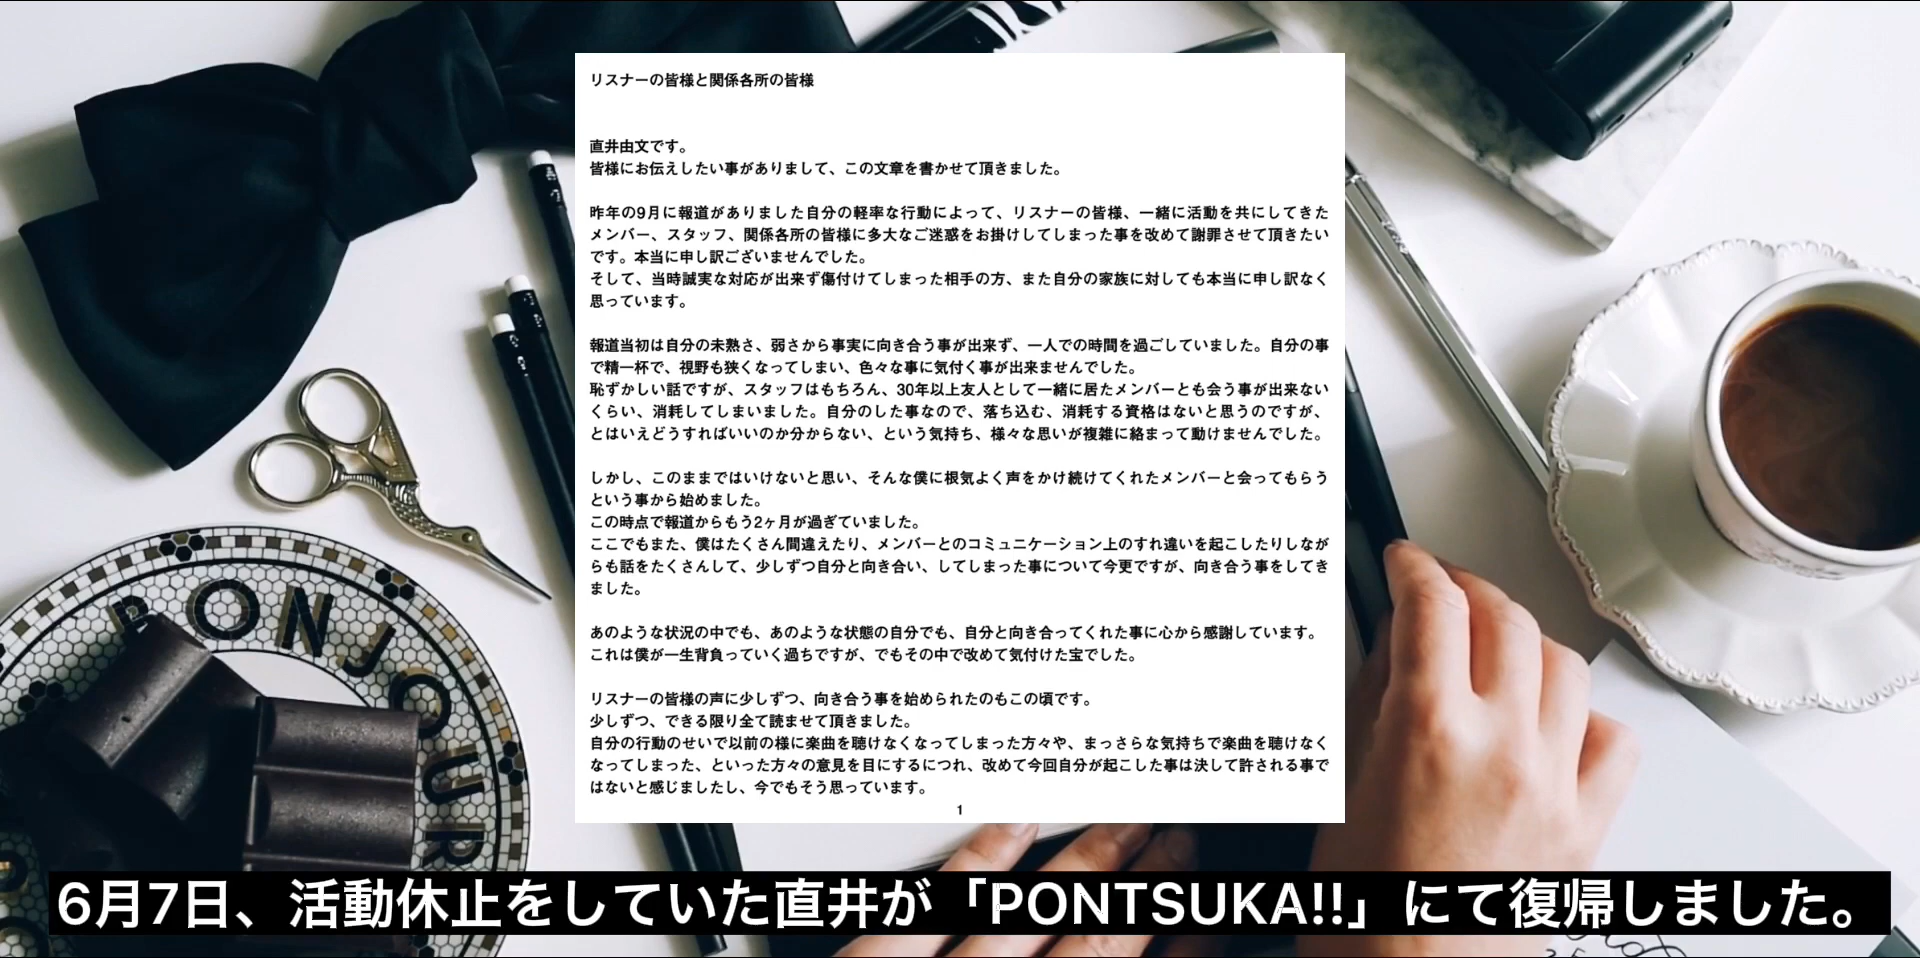 リスナーの皆様と関係各所の皆様
直井由文です。
皆様にお伝えしたい事がありまして、この文章を書かせて頂きました。
昨年の9月に報道がありました自分の軽率な行動によって、リスナーの皆様、一緒に活動を共にしてきた
メンバー、スタッフ、関係各所の皆様に多大なご迷惑をお掛けしてしまった事を改めて謝罪させて頂きたい
です。本当に申し訳ございませんでした。
そして、当時誠実な対応が出来ず傷付けてしまった相手の方、また自分の家族に対しても本当に申し訳なく
思っています。
報道当初は自分の未熟さ、弱さから事実に向き合う事が出来ず、一人での時間を過ごしていました。自分の事
で精一杯で、視野も狭くなってしまい、色々な事に気付く事が出来ませんでした。
恥ずかしい話ですが、スタッフはもちろん、30年以上友人として一緒に居たメンバーとも会う事が出来ない
くらい、消耗してしまいました。自分のした事なので、落ち込む、消耗する資格はないと思うのですが、
とはいえどうすればいいのか分からない、という気持ち、様々な思いが複雑に絡まって動けませんでした。
しかし、このままではいけないと思い、そんな僕に根気よく声をかけ続けてくれたメンバーと会ってもらう
という事から始めました。
この時点で報道からもう2ヶ月が過ぎていました。
ここでもまた、僕はたくさん間違えたり、メンバーとのコミュニケーション上のすれ違いを起こしたりしなが
らも話をたくさんして、少しずつ自分と向き合い、してしまった事について今更ですが、向き合う事をしてき
ました。
あのような状況の中でも、あのような状態の自分でも、自分と向き合ってくれた事に心から感謝しています。
これは僕が一生背負っていく過ちですが、でもその中で改めて気付けた宝でした。
リスナーの皆様の声に少しずつ、向き合う事を始められたのもこの頃です。
少しずつ、できる限り全て読ませて頂きました。
自分の行動のせいで以前の様に楽曲を聴けなくなってしまった方々や、まっさらな気持ちで楽曲を聴けなく
なってしまった、といった方々の意見を目にするにつれ、改めて今回自分が起こした事は決して許される事で
はないと感じましたし、今でもそう思っています。
1
BONJOUR
6月7日、活動休止をしていた直井が「PONTSUKA!!」にて復帰しました。